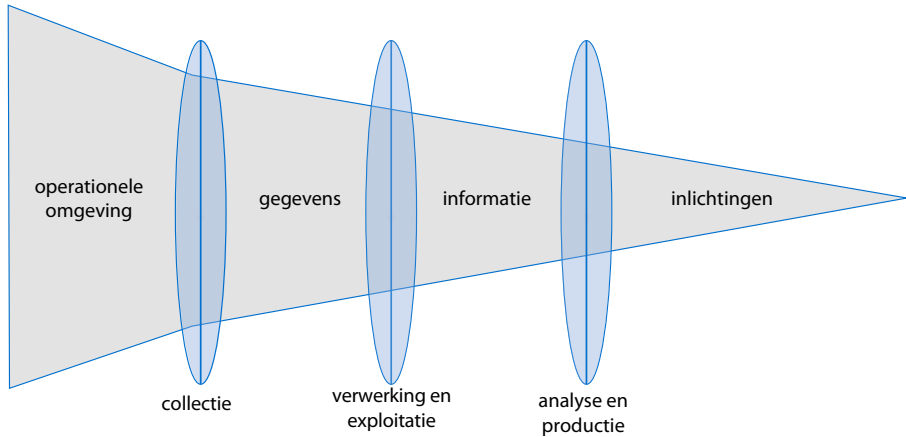 operationele
omgeving
gegevens
informatie
inlichtingen
collectie
verwerking en
exploitatie
analyse en
productie